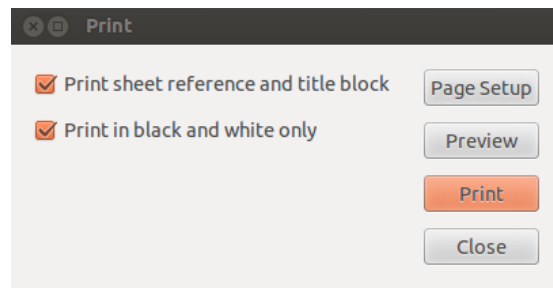 Print
Print sheet reference and title block
Page Setup
Print in black and white only
Preview
Print
Close